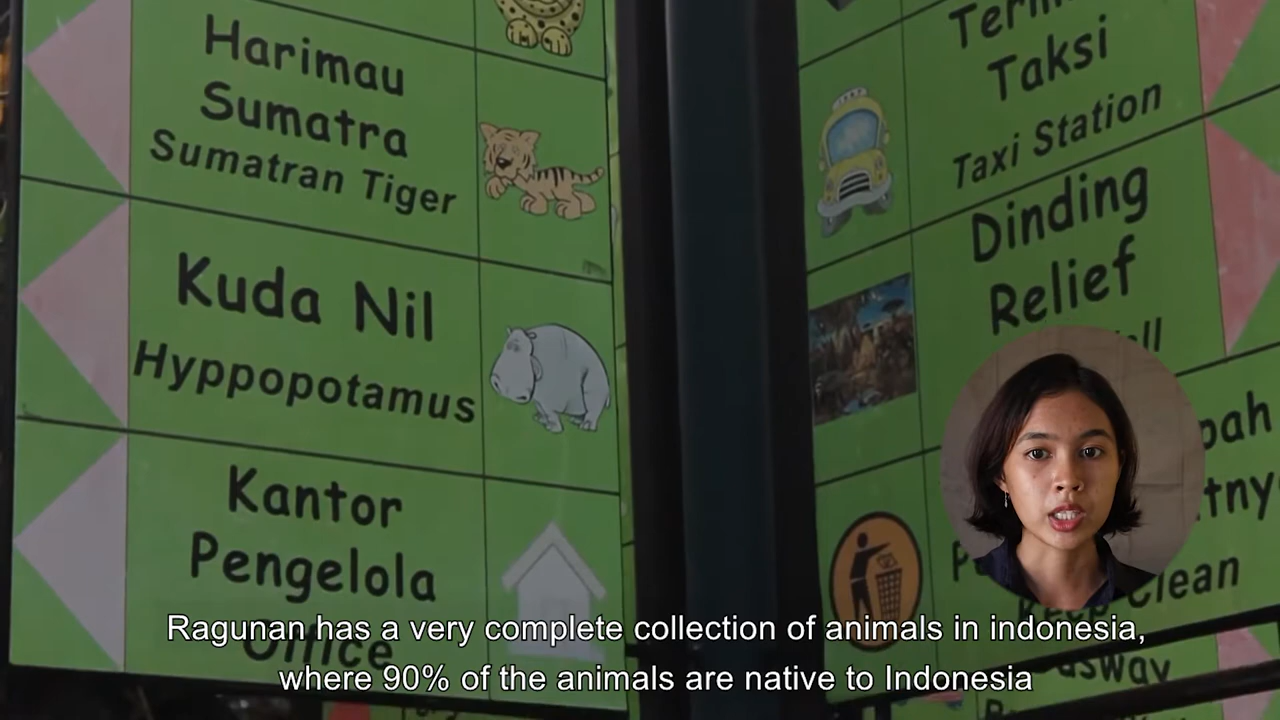 Harimau
Sumatra
Sumatran Tiger
Kuda Nil
Hyppopotamus
Kantor
Pengelola
Office
Taksi
Taxi Station
Dinding
Relief
Clean
Ragunan has a very complete collection of animals in indonesia,
where 90% of the animals are native to Indonesia